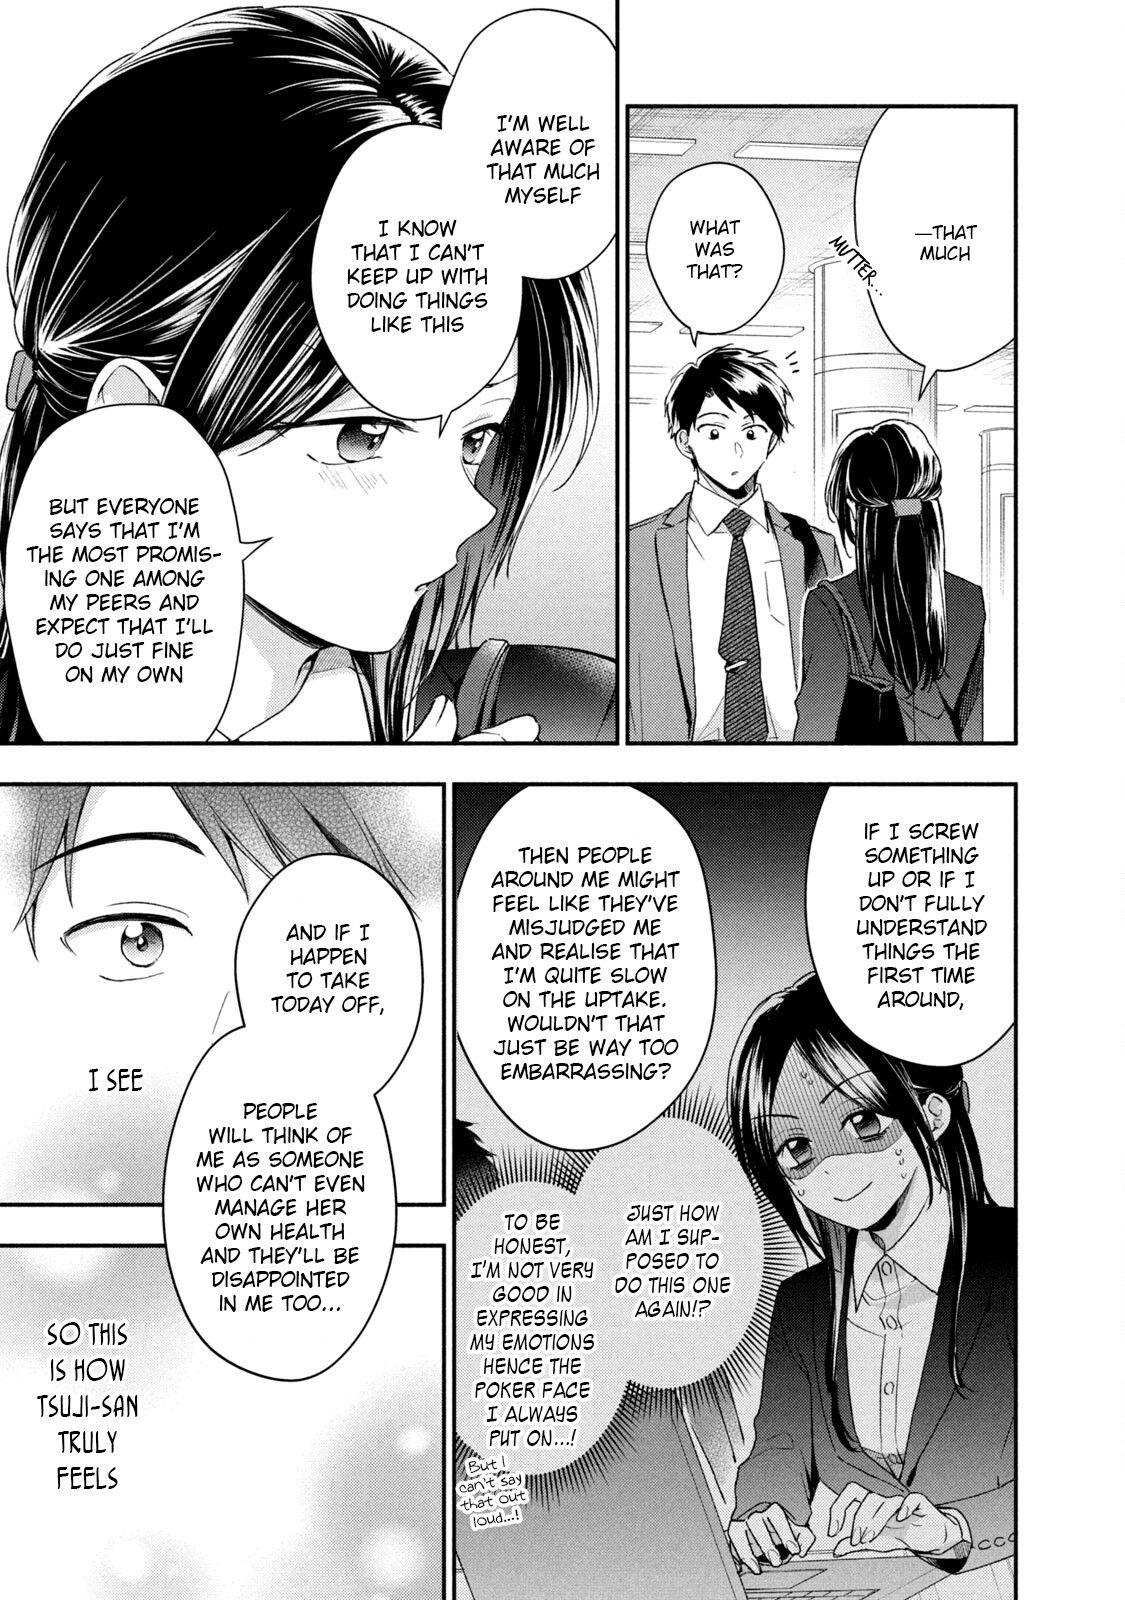 —THAT
MUCH
MUTTER...
WHAT
WAS
THAT?
I'M WELL
AWARE OF
THAT MUCH
MYSELF
I KNOW
THAT I CAN'T
KEEP UP WITH
DOING THINGS
LIKE THIS
BUT EVERYONE
SAYS THAT I'M
THE MOST PROMIS-
ING ONE AMONG
MY PEERS AND
EXPECT THAT I'LL
DO JUST FINE
ON MY OWN
IF I SCREW
SOMETHING
UP OR IF I
DON'T FULLY
UNDERSTAND
THINGS THE
FIRST TIME
AROUND,
THEN PEOPLE
AROUND ME MIGHT
FEEL LIKE THEY'VE
MISJUDGED ME
AND REALISE THAT
I'M QUITE SLOW
ON THE UPTAKE.
WOULDN'T THAT
JUST BE WAY TOO
EMBARRASSING?
JUST HOW
AM I SUP-
POSED TO
DO THIS ONE
AGAIN!?
TO BE
HONEST,
I'M NOT VERY
GOOD IN
EXPRESSING
MY EMOTIONS
HENCE THE
POKER FACE
I ALWAYS
PUT ON...!
But I
can't say
that out
loud...!
AND IF I
HAPPEN
TO TAKE
TODAY OFF,
PEOPLE
WILL THINK OF
ME AS SOMEONE
WHO CAN'T EVEN
MANAGE HER
OWN HEALTH
AND THEY'LL BE
DISAPPOINTED
IN ME TOO...
I SEE
SO THIS
IS HOW
TSUJI-SAN
TRULY
FEELS